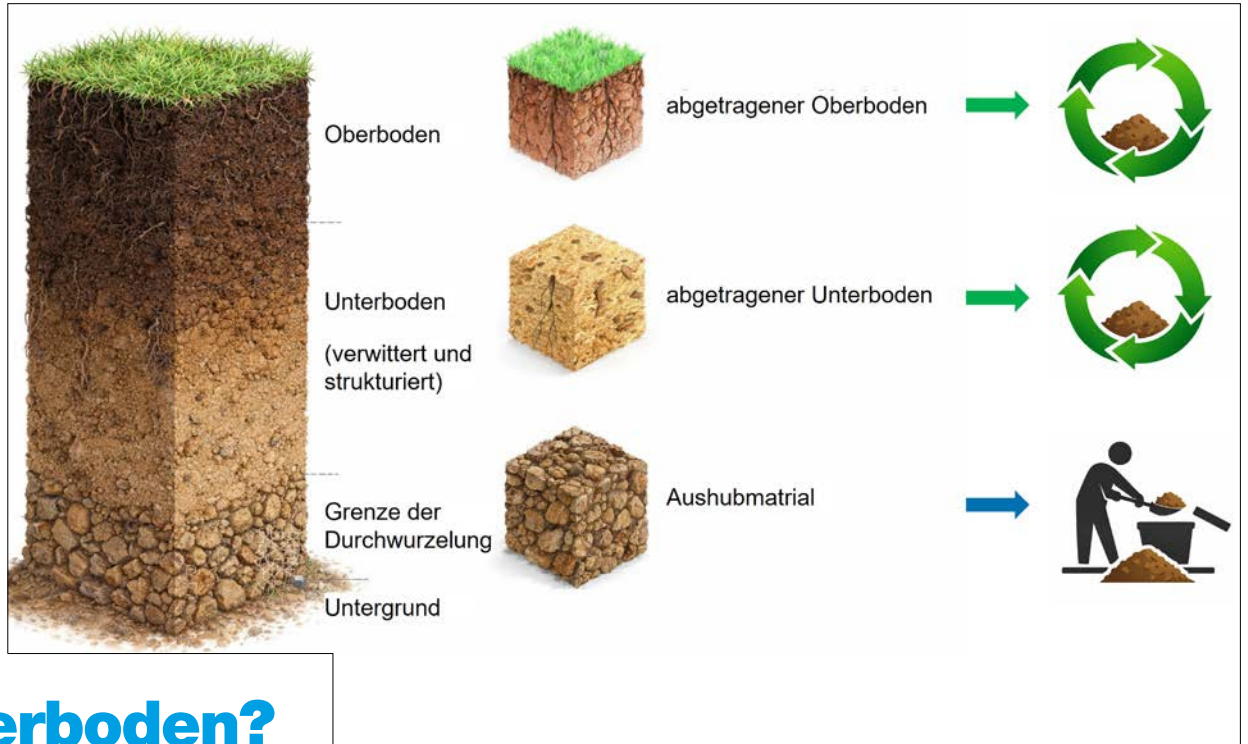 Oberboden
abgetragener Oberboden
Unterboden
(verwittert und
strukturiert)
abgetragener Unterboden
Grenze der
Durchwurzelung
Aushubmatrial
Untergrund
erboden?